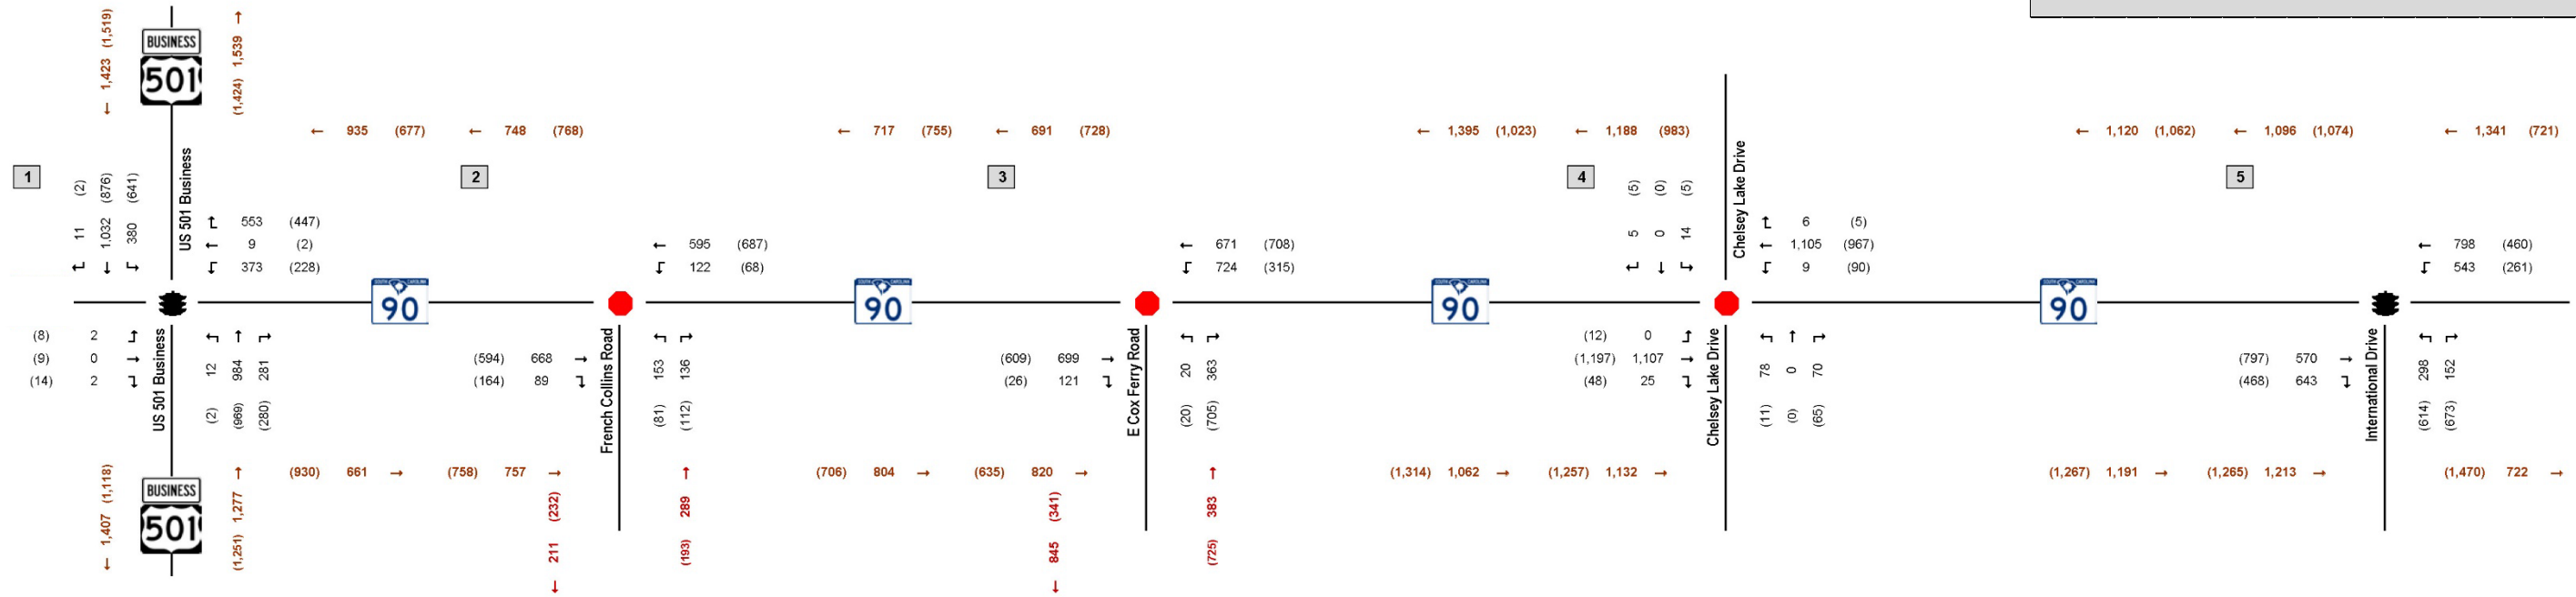 ← 1,423 (1,519)
BUSINESS
501
(1,424) 1,539 →
← 935 (677) ← 748 (768)
← 717 (755) ← 691 (728)
← 1,395 (1,023) ← 1,188 (983)
← 1,120 (1,062) ← 1,096 (1,074)
← 1,341 (721)
1
2
3
4
5
11 (2)
1,032 (876)
380 (641)
US 501 Business
553 (447)
← 9 (2)
373 (228)
← 595 (687)
122 (68)
← 671 (708)
724 (315)
5 (5)
0 (0)
14 (5)
Chelsey Lake Drive
6 (5)
← 1,105 (967)
9 (90)
← 798 (460)
543 (261)
SOUTH CAROLINA
90
SOUTH CAROLINA
90
SOUTH CAROLINA
90
SOUTH CAROLINA
90
(8) 2
(9) 0 →
(14) 2
US 501 Business
(2) 12
(969) 984
(280) 281
(594) 668 →
(164) 89
French Collins Road
(81) 153
(112) 136
(609) 699 →
(26) 121
E Cox Ferry Road
(20) 20
(705) 363
(12) 0
(1,197) 1,107 →
(48) 25
Chelsey Lake Drive
(11) 78
(0) 0
(65) 70
(797) 570 →
(468) 643
International Drive
(614) 298
(673) 152
← 1,407 (1,118)
BUSINESS
501
(1,251) 1,277 →
(930) 661 → (758) 757 →
← 211 (232)
(193) 289 →
(706) 804 → (635) 820 →
← 845 (341)
(725) 383 →
(1,314) 1,062 → (1,257) 1,132 →
(1,267) 1,191 → (1,265) 1,213 →
(1,470) 722 →